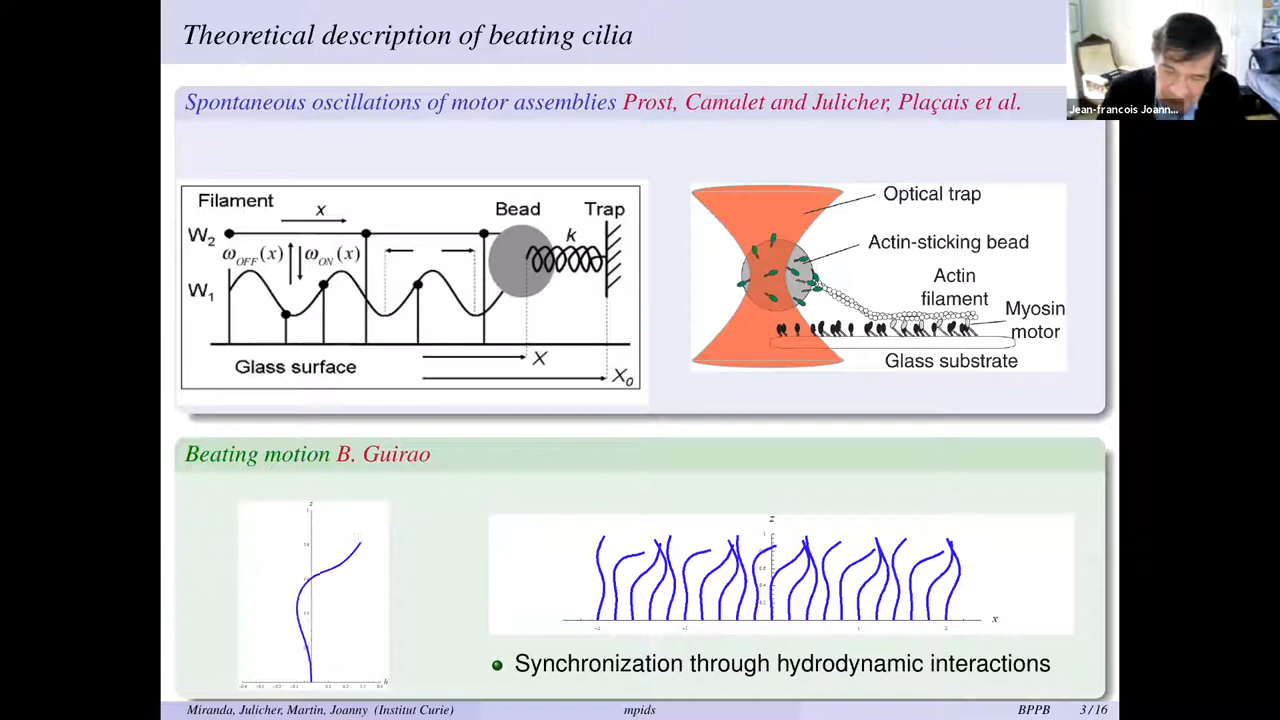 Theoretical description of beating cilia
Jean-francois Joann...
Spontaneous oscillations of motor assemblies Prost, Camalet and Julicher, Plaçais et al.
Filament
x
Bead
Trap
W2
ωOFF(x)
ωON(x)
k
W1
Glass surface
X
X0
Optical trap
Actin-sticking bead
Actin
filament
Myosin
motor
Glass substrate
Beating motion B. Guirao
z
h
z
x
Synchronization through hydrodynamic interactions
Miranda, Julicher, Martin, Joanny (Institut Curie)
mpids
BPPB
3 / 16